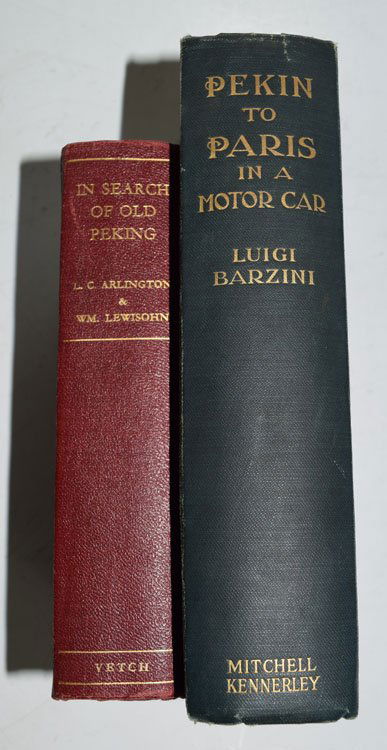 IN SEARCH
OF OLD
PEKING
L. C. ARLINGTON
&
WM. LEWISOHN
VETCH
PEKIN
TO
PARIS
IN A
MOTOR CAR
LUIGI
BARZINI
MITCHELL
KENNERLEY